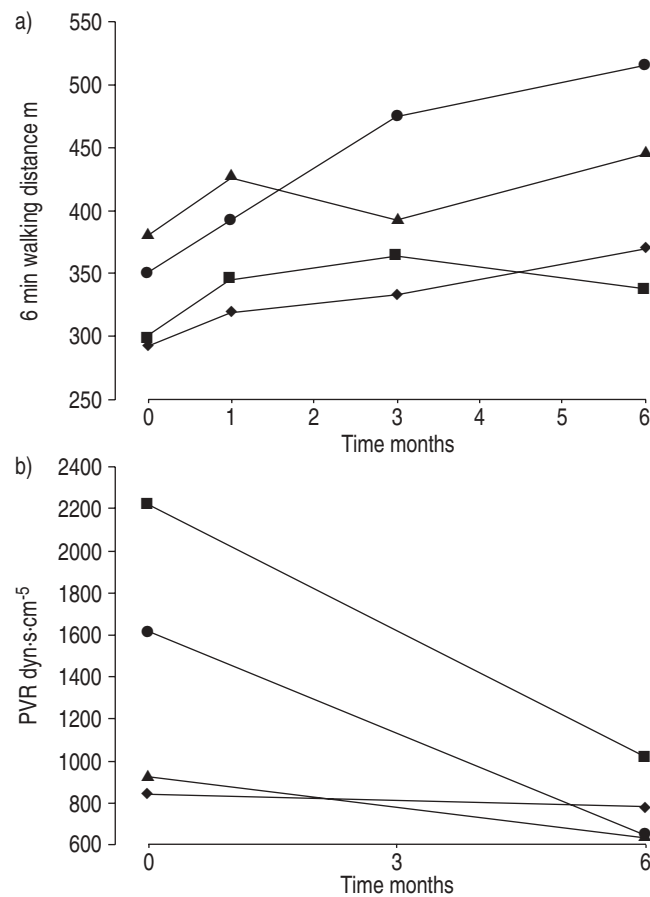 a)
550
500
450
400
350
300
250
6 min walking distance m
0 1 2 3 4 5 6
Time months
b)
2400
2200
2000
1800
1600
1400
1200
1000
800
600
PVR dyn·s·cm-5
0 3 6
Time months